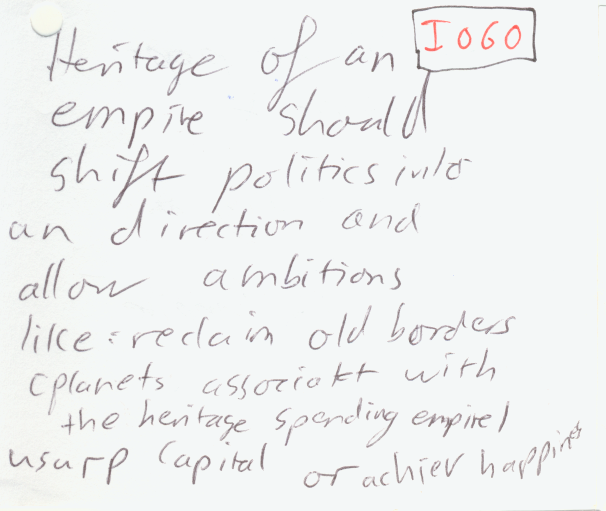 Heritage of an
I060
empire should
shift politics into
an direction and
allow ambitions
like: reclaim old borders
(planets associatet with
the heritage spending empire)
usurp Capital or achiev happines